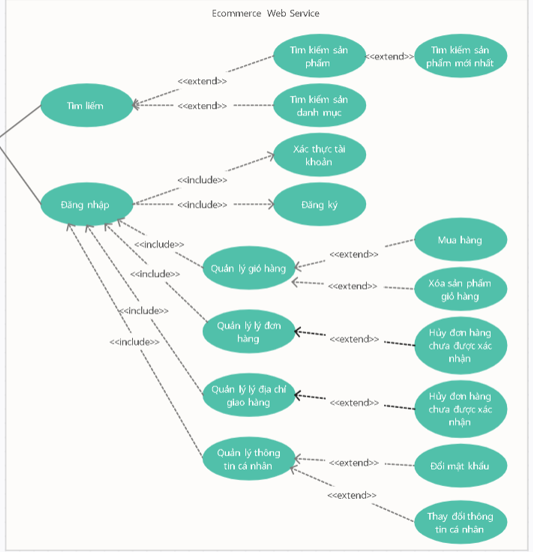 Ecommerce Web Service
Tìm kiếm sản
phẩm
<<extend>>
Tìm kiếm sản
phẩm mới nhất
<<extend>>
Tìm liếm
<<extend>>
Tìm kiếm sản
danh mục
Xác thực tài
khoản
<<include>>
Đăng nhập
<<include>>
Đăng ký
<<include>>
Mua hàng
<<extend>>
Quản lý giỏ hàng
<<include>>
<<extend>>
Xóa sản phẩm
giỏ hàng
<<include>>
Quản lý lý đơn
hàng
<<extend>>
Hủy đơn hàng
chưa được xác
nhận
<<include>>
Quản lý lý địa chỉ
giao hàng
<<extend>>
Hủy đơn hàng
chưa được xác
nhận
Quản lý thông
tin cá nhân
<<extend>>
Đổi mật khẩu
<<extend>>
Thay đổi thông
tin cá nhân